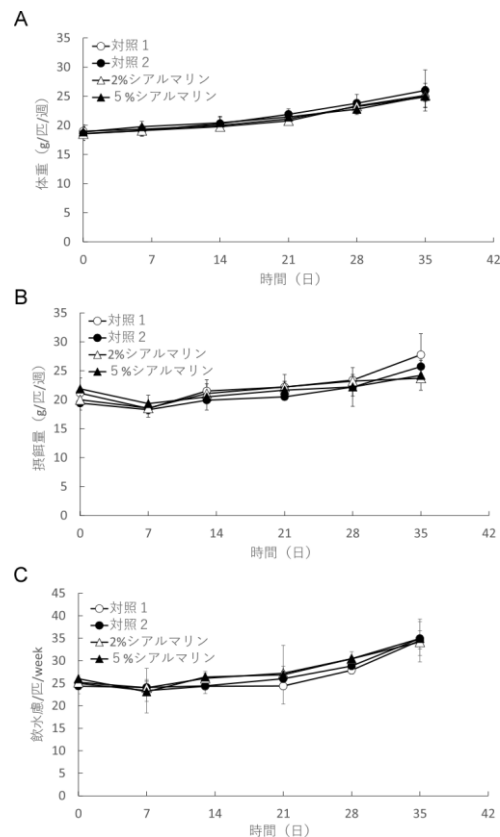 A
35
30
25
20
15
10
5
0
体重（g/匹/週）
対照１
対照２
2%シアルマリン
５%シアルマリン
0 7 14 21 28 35 42
時間（日）
B
35
30
25
20
15
10
5
0
摂餌量（g/匹/週）
対照１
対照２
2%シアルマリン
５%シアルマリン
0 7 14 21 28 35 42
時間（日）
C
45
40
35
30
25
20
15
10
5
0
飲水慮/匹/week
対照１
対照２
2%シアルマリン
５%シアルマリン
0 7 14 21 28 35 42
時間（日）